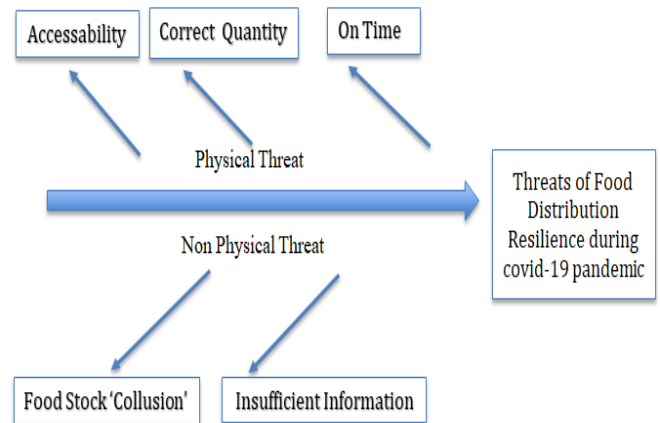 Accessability
Correct Quantity
On Time
Physical Threat
Threats of Food
Distribution
Resilience during
covid-19 pandemic
Non Physical Threat
Food Stock ‘Collusion’
Insufficient Information